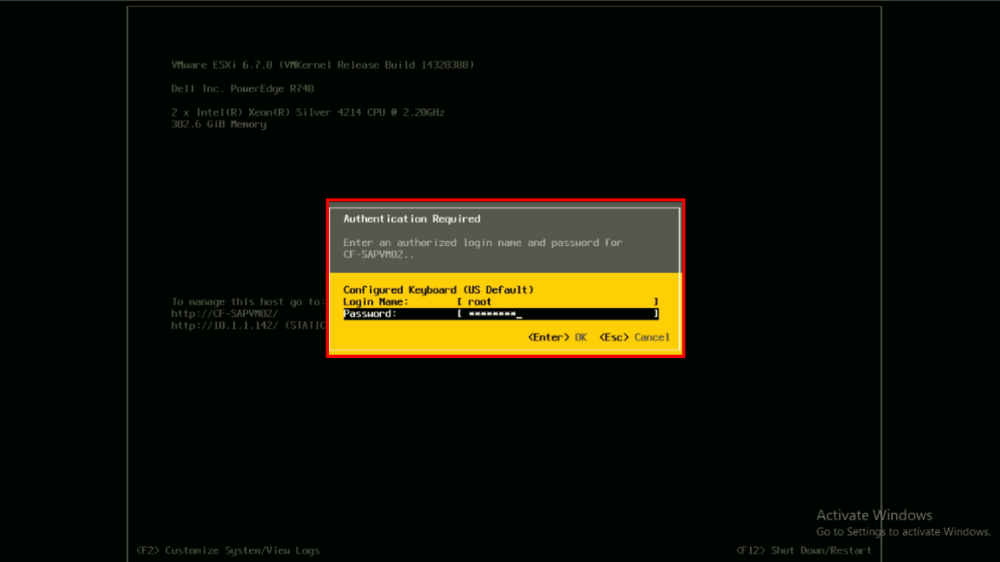 VMware ESXi 6.7.0 (VMKernel Release Build 14320388)
Dell Inc. PowerEdge R740
2 x Intel(R) Xeon(R) Silver 4214 CPU @ 2.20GHz
382.6 GiB Memory
Authentication Required
Enter an authorized login name and password for
CF-SAPVM02..
Configured Keyboard (US Default)
Login Name: [ root ]
Password: [ ********_ ]
<Enter> OK <Esc> Cancel
To manage this host go to:
http://CF-SAPVM02/
http://10.1.1.142/ (STATIC
Activate Windows
Go to Settings to activate Windows.
<F2> Customize System/View Logs
<F12> Shut Down/Restart